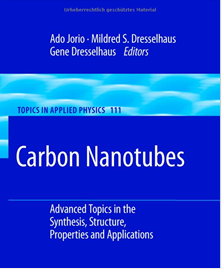 Urheberrechtlich geschütztes Material
Ado Jorio · Mildred S. Dresselhaus
Gene Dresselhaus Editors
TOPICS IN APPLIED PHYSICS 111
Carbon Nanotubes
Advanced Topics in the
Synthesis, Structure,
Properties and Applications